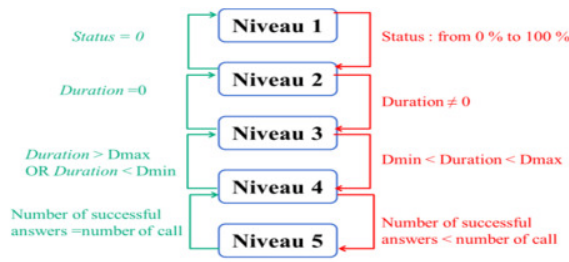 Niveau 1
Status = 0
Status : from 0 % to 100 %
Niveau 2
Duration =0
Duration ≠ 0
Niveau 3
Duration > Dmax
OR Duration < Dmin
Dmin < Duration < Dmax
Niveau 4
Number of successful
answers =number of call
Number of successful
answers < number of call
Niveau 5